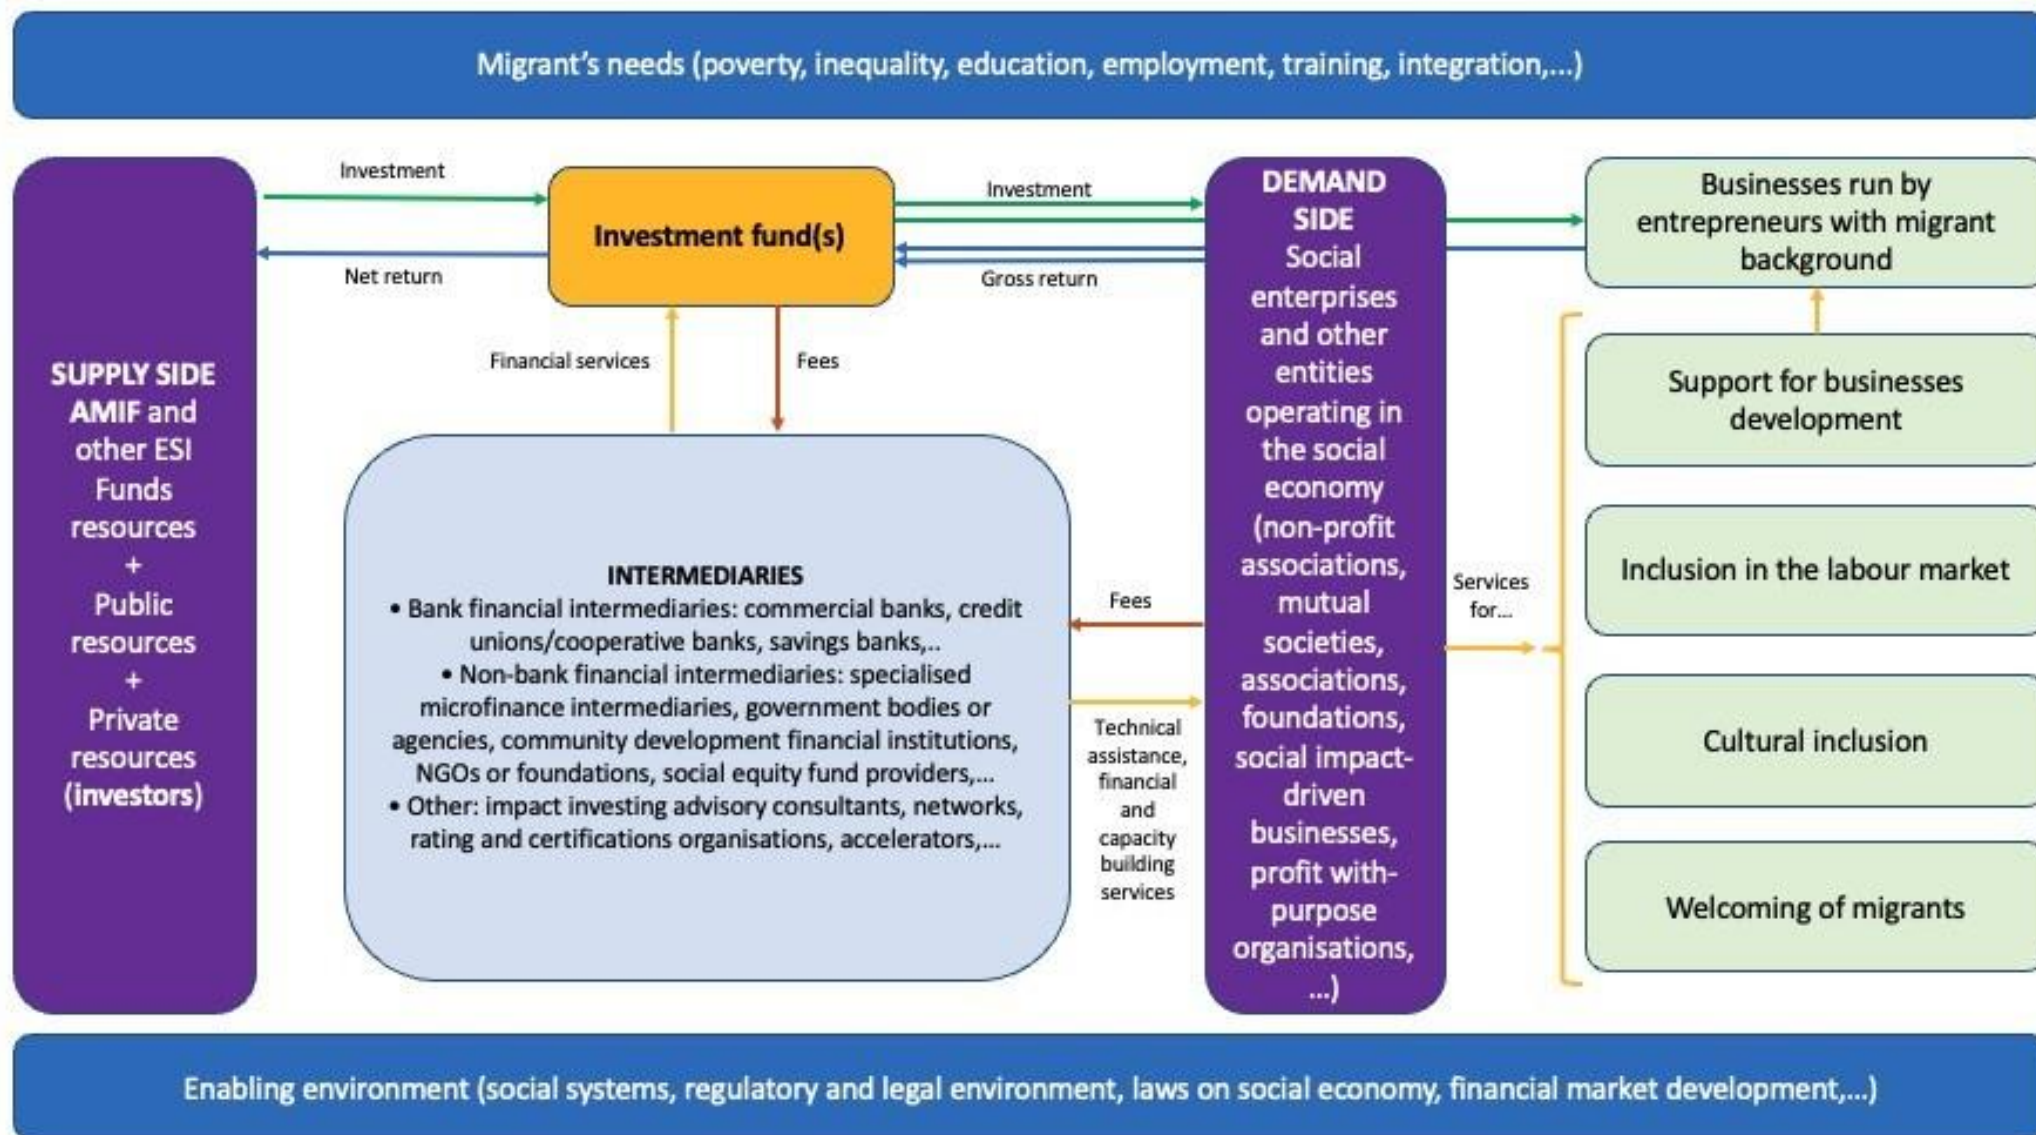 Migrant's needs (poverty, inequality, education, employment, training, integration,...)
SUPPLY SIDE
AMIF and
other ESI
Funds
resources
+
Public
resources
+
Private
resources
(investors)
Investment
Net return
Investment fund(s)
Investment
Gross return
Financial services
Fees
INTERMEDIARIES
• Bank financial intermediaries: commercial banks, credit
unions/cooperative banks, savings banks,..
• Non-bank financial intermediaries: specialised
microfinance intermediaries, government bodies or
agencies, community development financial institutions,
NGOs or foundations, social equity fund providers,...
• Other: impact investing advisory consultants, networks,
rating and certifications organisations, accelerators,...
Fees
Technical
assistance,
financial
and
capacity
building
services
DEMAND
SIDE
Social
enterprises
and other
entities
operating in
the social
economy
(non-profit
associations,
mutual
societies,
associations,
foundations,
social impact-
driven
businesses,
profit with-
purpose
organisations,
...)
Services
for...
Businesses run by
entrepreneurs with migrant
background
Support for businesses
development
Inclusion in the labour market
Cultural inclusion
Welcoming of migrants
Enabling environment (social systems, regulatory and legal environment, laws on social economy, financial market development,...)